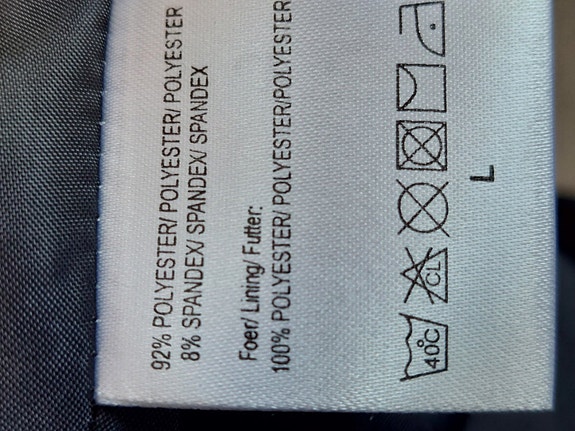 92% POLYESTER/ POLYESTER/ POLYESTER
8% SPANDEX/ SPANDEX/ SPANDEX
Foer/ Lining/ Futter:
100% POLYESTER/ POLYESTER/POLYESTER
40°C CL
L